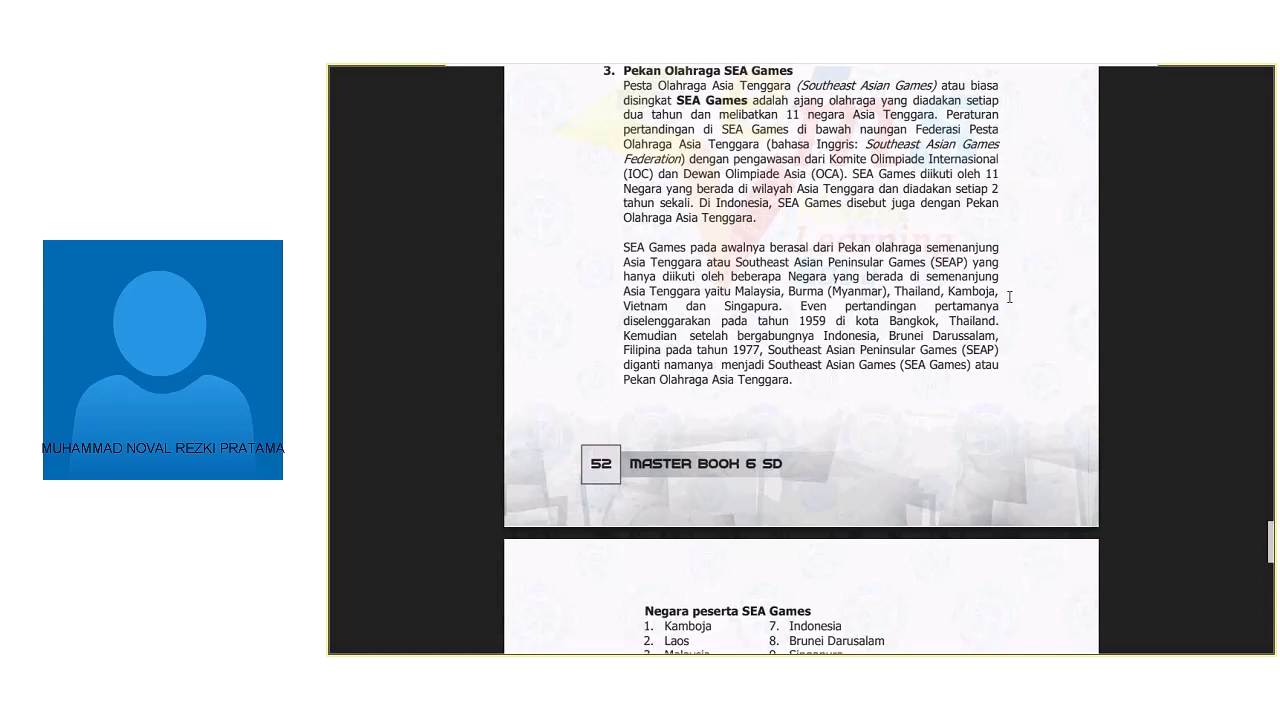 MUHAMMAD NOVAL REZKI PRATAMA
3. Pekan Olahraga SEA Games
Pesta Olahraga Asia Tenggara (Southeast Asian Games) atau biasa
disingkat SEA Games adalah ajang olahraga yang diadakan setiap
dua tahun dan melibatkan 11 negara Asia Tenggara. Peraturan
pertandingan di SEA Games di bawah naungan Federasi Pesta
Olahraga Asia Tenggara (bahasa Inggris: Southeast Asian Games
Federation) dengan pengawasan dari Komite Olimpiade Internasional
(IOC) dan Dewan Olimpiade Asia (OCA). SEA Games diikuti oleh 11
Negara yang berada di wilayah Asia Tenggara dan diadakan setiap 2
tahun sekali. Di Indonesia, SEA Games disebut juga dengan Pekan
Olahraga Asia Tenggara.
SEA Games pada awalnya berasal dari Pekan olahraga semenanjung
Asia Tenggara atau Southeast Asian Peninsular Games (SEAP) yang
hanya diikuti oleh beberapa Negara yang berada di semenanjung
Asia Tenggara yaitu Malaysia, Burma (Myanmar), Thailand, Kamboja,
Vietnam dan Singapura. Even pertandingan pertamanya
diselenggarakan pada tahun 1959 di kota Bangkok, Thailand.
Kemudian setelah bergabungnya Indonesia, Brunei Darussalam,
Filipina pada tahun 1977, Southeast Asian Peninsular Games (SEAP)
diganti namanya menjadi Southeast Asian Games (SEA Games) atau
Pekan Olahraga Asia Tenggara.
52 MASTER BOOK 6 SD
Negara peserta SEA Games
1. Kamboja 7. Indonesia
2. Laos 8. Brunei Darusalam